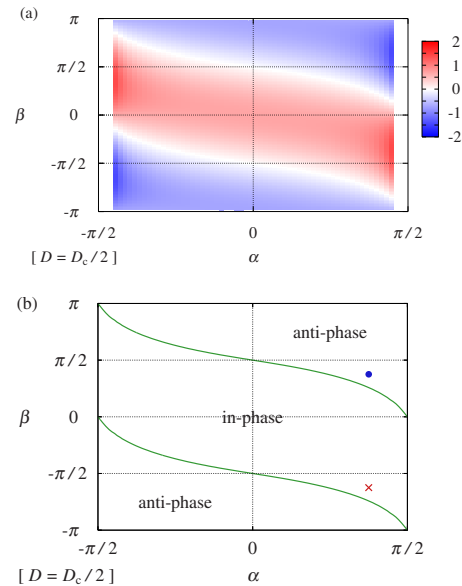 (a)
π
π/2
β
0
-π/2
-π
-π/2
0
π/2
[ D = D_c / 2 ]
α
2
1
0
-1
-2
(b)
π
anti-phase
π/2
β
0
in-phase
-π/2
anti-phase
-π
-π/2
0
π/2
[ D = D_c / 2 ]
α